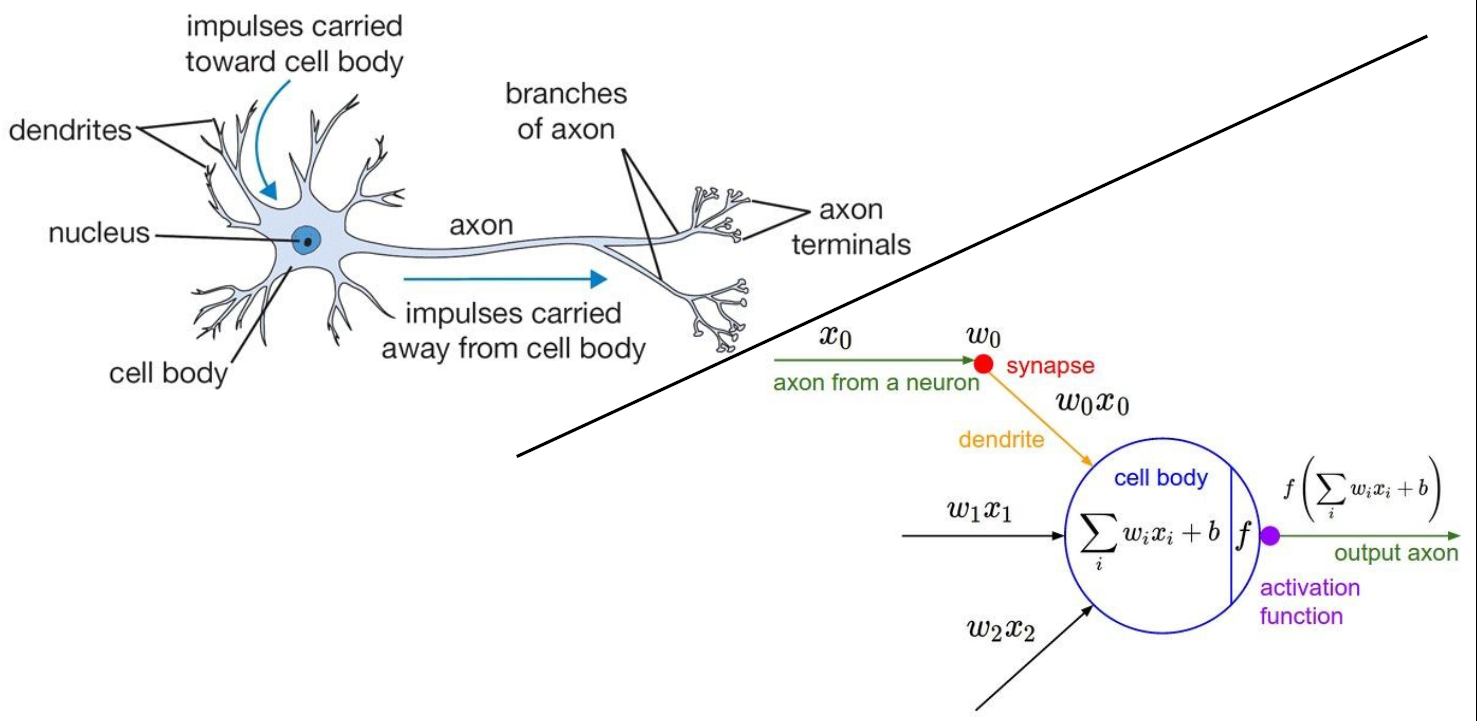 impulses carried
toward cell body
branches
of axon
dendrites
axon
terminals
nucleus
axon
impulses carried
away from cell body
cell body
x₀
w₀
synapse
axon from a neuron
w₀x₀
dendrite
cell body
f(∑ᵢ wᵢxᵢ + b)
w₁x₁
∑ᵢ wᵢxᵢ + b
f
output axon
activation
function
w₂x₂